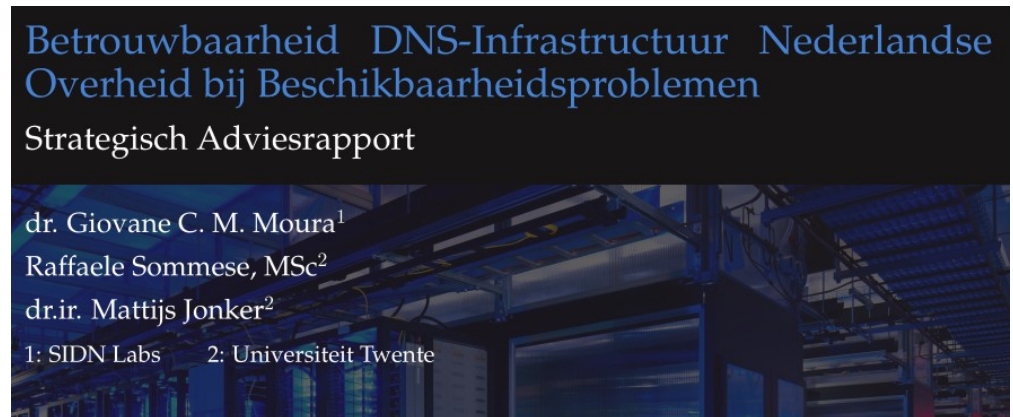 Betrouwbaarheid DNS-Infrastructuur Nederlandse
Overheid bij Beschikbaarheidsproblemen
Strategisch Adviesrapport
dr. Giovane C. M. Moura¹
Raffaele Sommese, MSc²
dr.ir. Mattijs Jonker²
1: SIDN Labs 2: Universiteit Twente